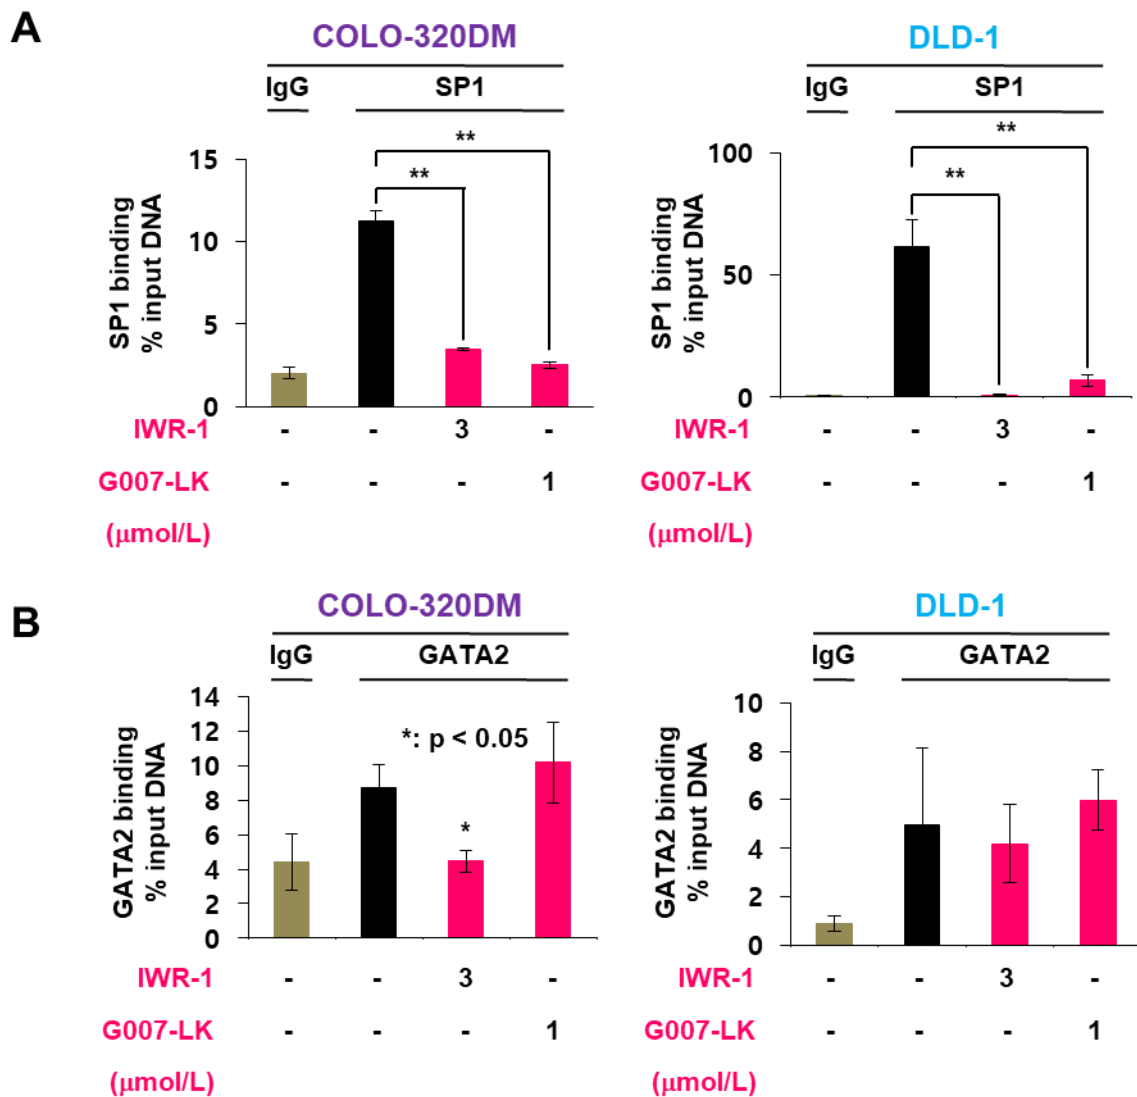 A
COLO-320DM
DLD-1
IgG SP1
IgG SP1
SP1 binding
% input DNA
15
10
5
0
**
**
SP1 binding
% input DNA
100
50
0
**
**
IWR-1 - - 3 -
G007-LK - - - 1
(μmol/L)
IWR-1 - - 3 -
G007-LK - - - 1
(μmol/L)
B
COLO-320DM
DLD-1
IgG GATA2
IgG GATA2
GATA2 binding
% input DNA
14
12
10
8
6
4
2
0
*: p < 0.05
*
GATA2 binding
% input DNA
10
8
6
4
2
0
IWR-1 - - 3 -
G007-LK - - - 1
(μmol/L)
IWR-1 - - 3 -
G007-LK - - - 1
(μmol/L)